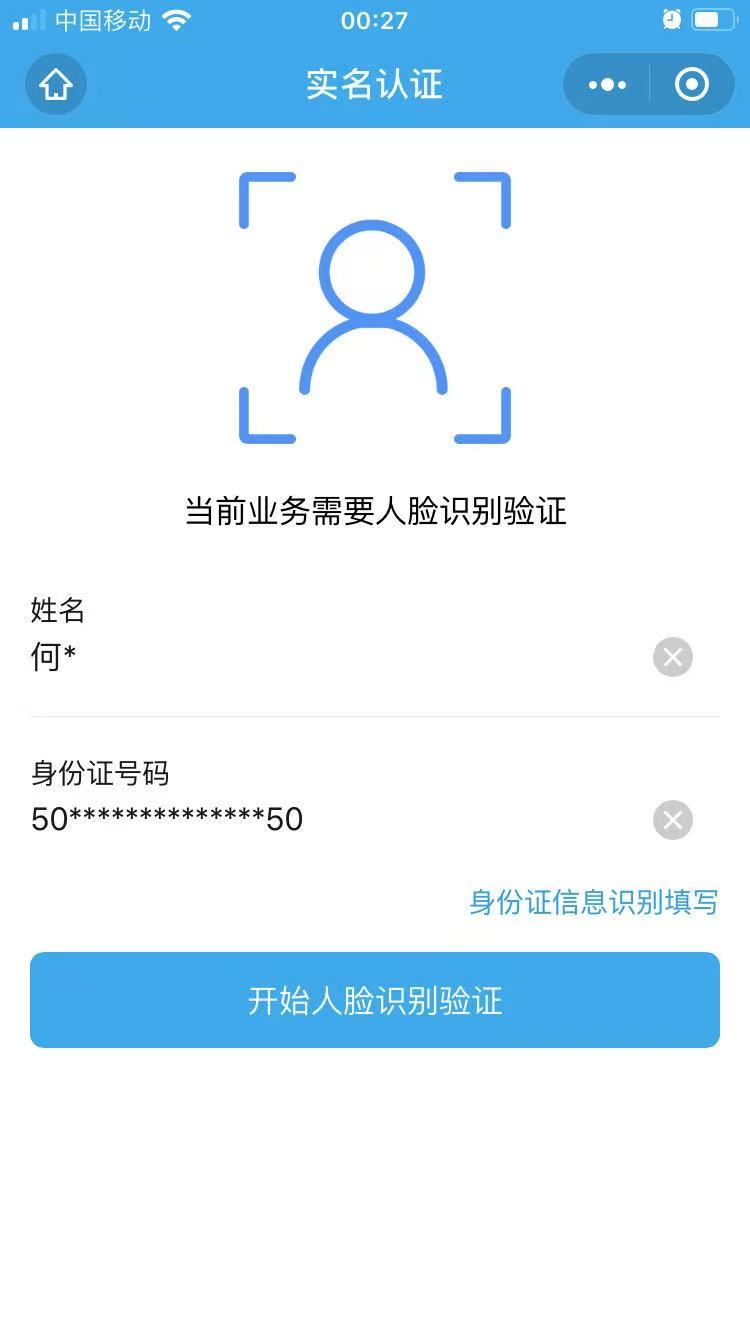 中国移动
00:27
实名认证
当前业务需要人脸识别验证
姓名
何*
身份证号码
50**************50
身份证信息识别填写
开始人脸识别验证